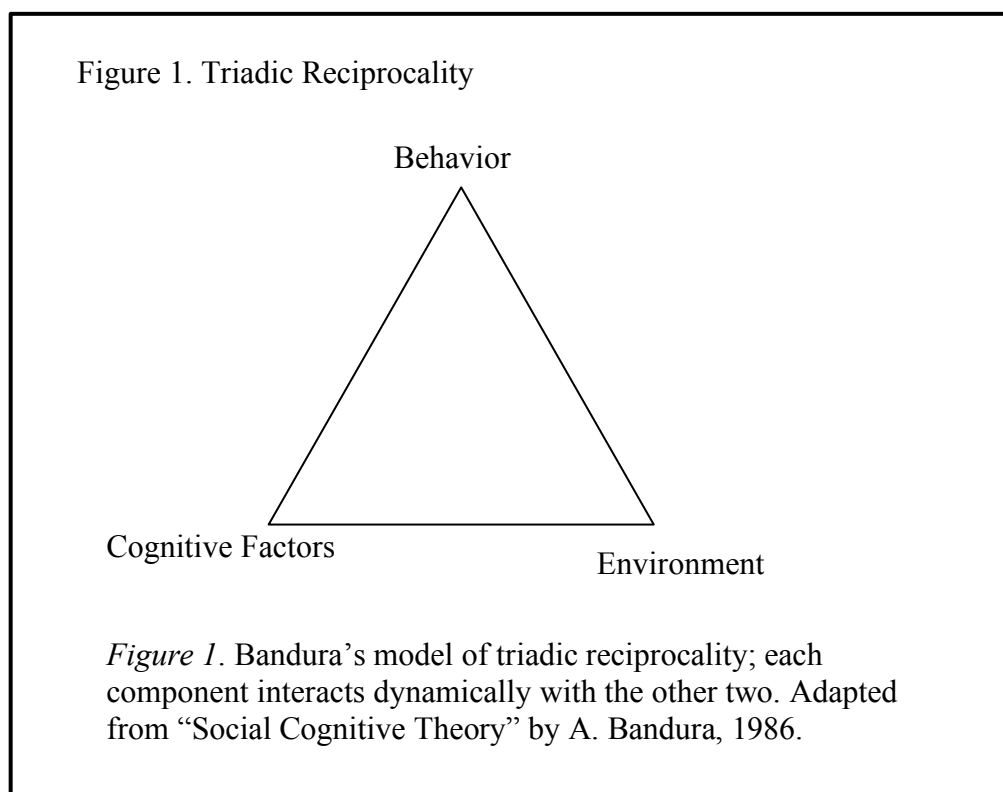 Figure 1. Triadic Reciprocality
Behavior
Cognitive Factors
Environment
Figure 1. Bandura’s model of triadic reciprocality; each
component interacts dynamically with the other two. Adapted
from “Social Cognitive Theory” by A. Bandura, 1986.